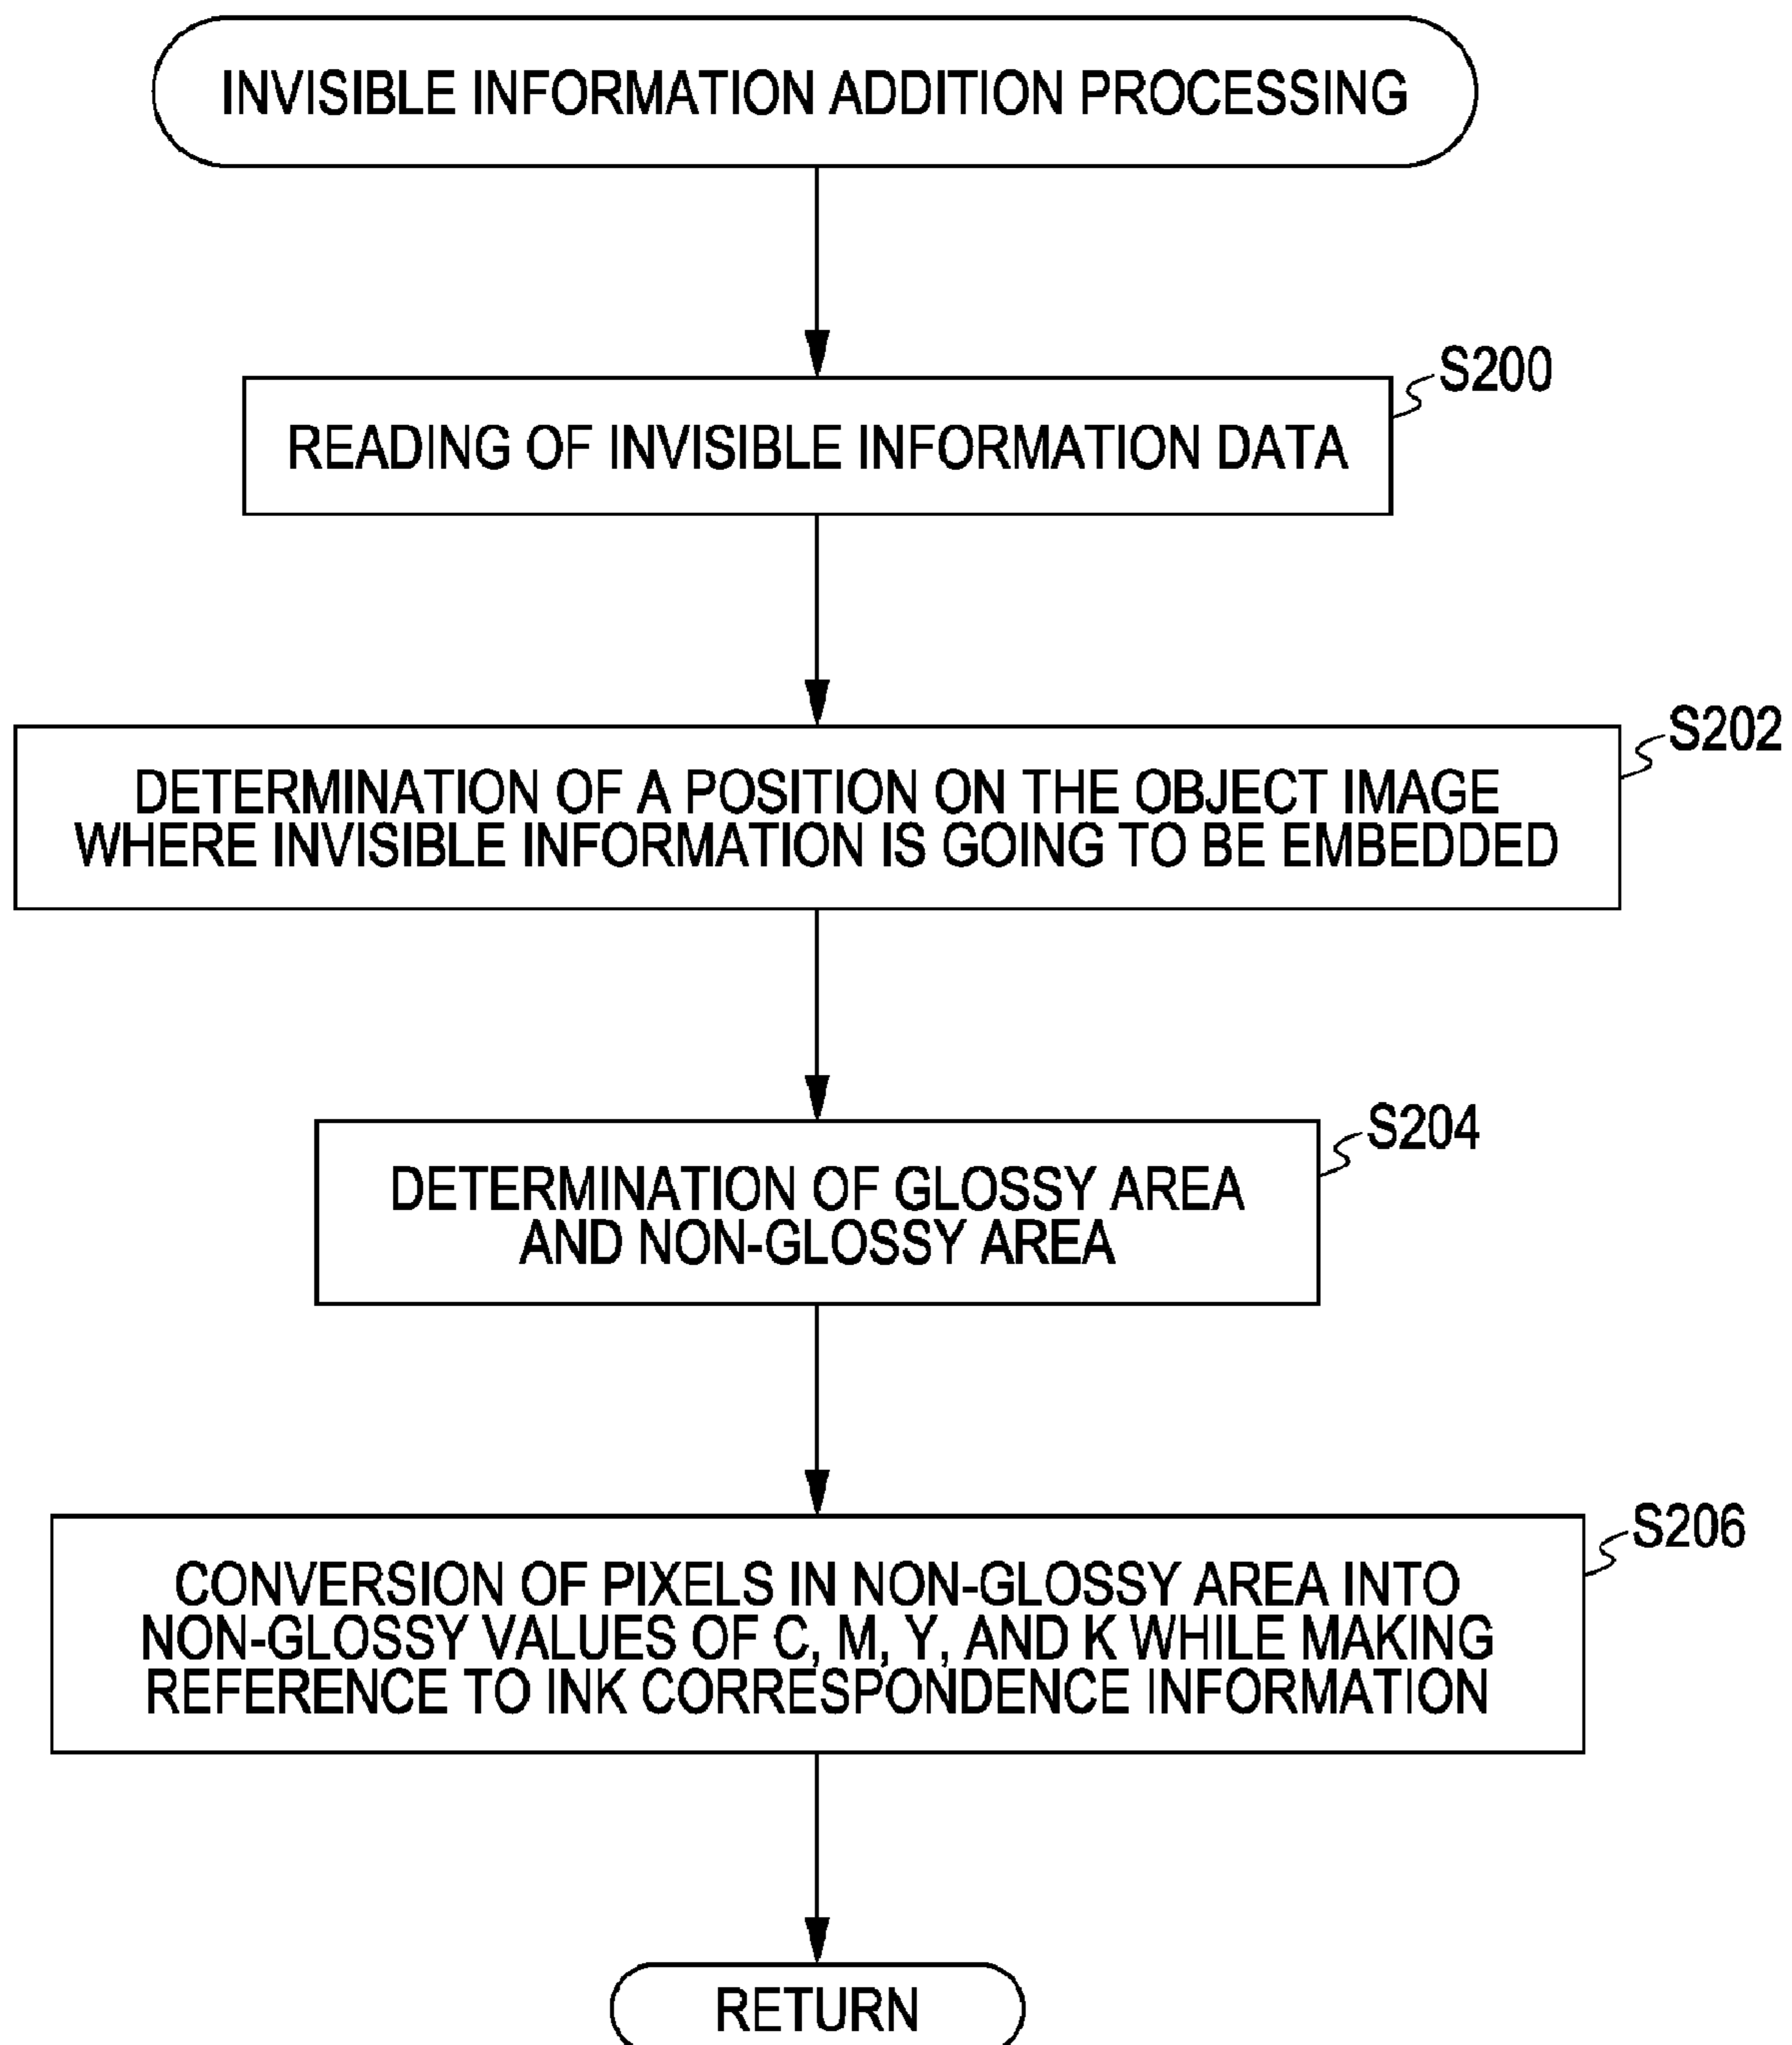 INVISIBLE INFORMATION ADDITION PROCESSING
S200
READING OF INVISIBLE INFORMATION DATA
S202
DETERMINATION OF A POSITION ON THE OBJECT IMAGE
WHERE INVISIBLE INFORMATION IS GOING TO BE EMBEDDED
S204
DETERMINATION OF GLOSSY AREA
AND NON-GLOSSY AREA
S206
CONVERSION OF PIXELS IN NON-GLOSSY AREA INTO
NON-GLOSSY VALUES OF C, M, Y, AND K WHILE MAKING
REFERENCE TO INK CORRESPONDENCE INFORMATION
RETURN